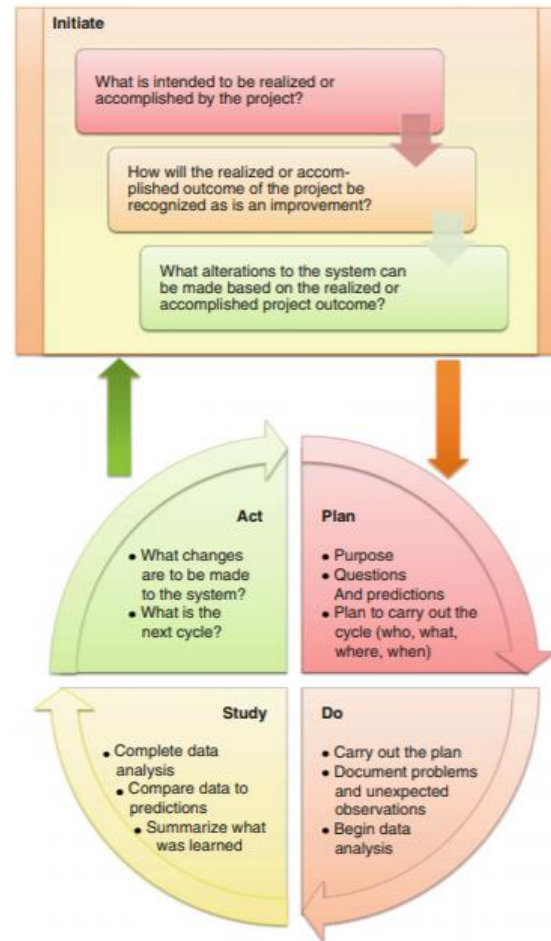 Initiate
What is intended to be realized or
accomplished by the project?
How will the realized or accom-
plished outcome of the project be
recognized as is an improvement?
What alterations to the system can
be made based on the realized or
accomplished project outcome?
Act
• What changes
are to be made
to the system?
• What is the
next cycle?
Plan
• Purpose
• Questions
And predictions
• Plan to carry out the
cycle (who, what,
where, when)
Study
• Complete data
analysis
• Compare data to
predictions
• Summarize what
was learned
Do
• Carry out the plan
• Document problems
and unexpected
observations
• Begin data
analysis